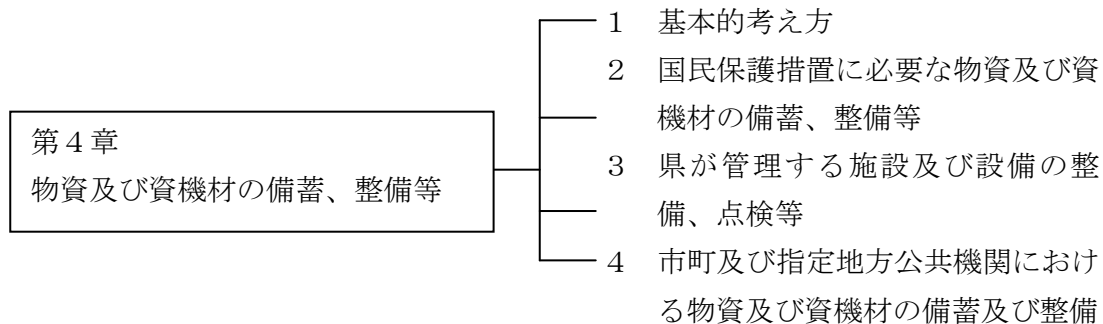 第４章
物資及び資機材の備蓄、整備等
１　基本的考え方
２　国民保護措置に必要な物資及び資
機材の備蓄、整備等
３　県が管理する施設及び設備の整
備、点検等
４　市町及び指定地方公共機関におけ
る物資及び資機材の備蓄及び整備